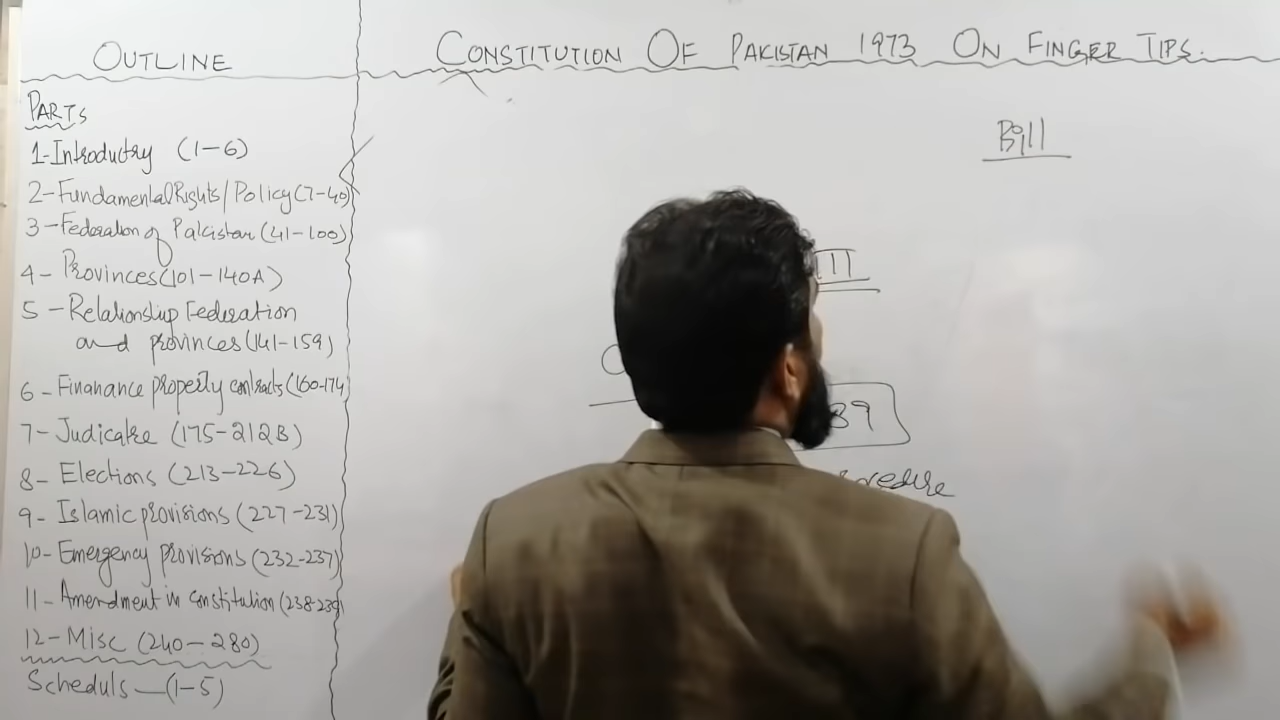 OUTLINE
CONSTITUTION OF PAKISTAN 1973 ON FINGER TIPS.
PARTS
1-Introductry (1-6)
2-Fundamental Rights/Policy(7-40)
3-Federation of Pakistan (41-100)
4- Provinces(101-140A)
5 -Relationship Federation
and provinces(141-159)
6-Finanance property contracts(160-174
7- Judicatre (175-212B)
8- Elections (213-226)
9- Islamic provisions (227-231)
10- Emergency provisions (232-237)
11- Amendment in constitution (238-239)
12-Misc (240-280)
Scheduls-(1-5)
Bill
39